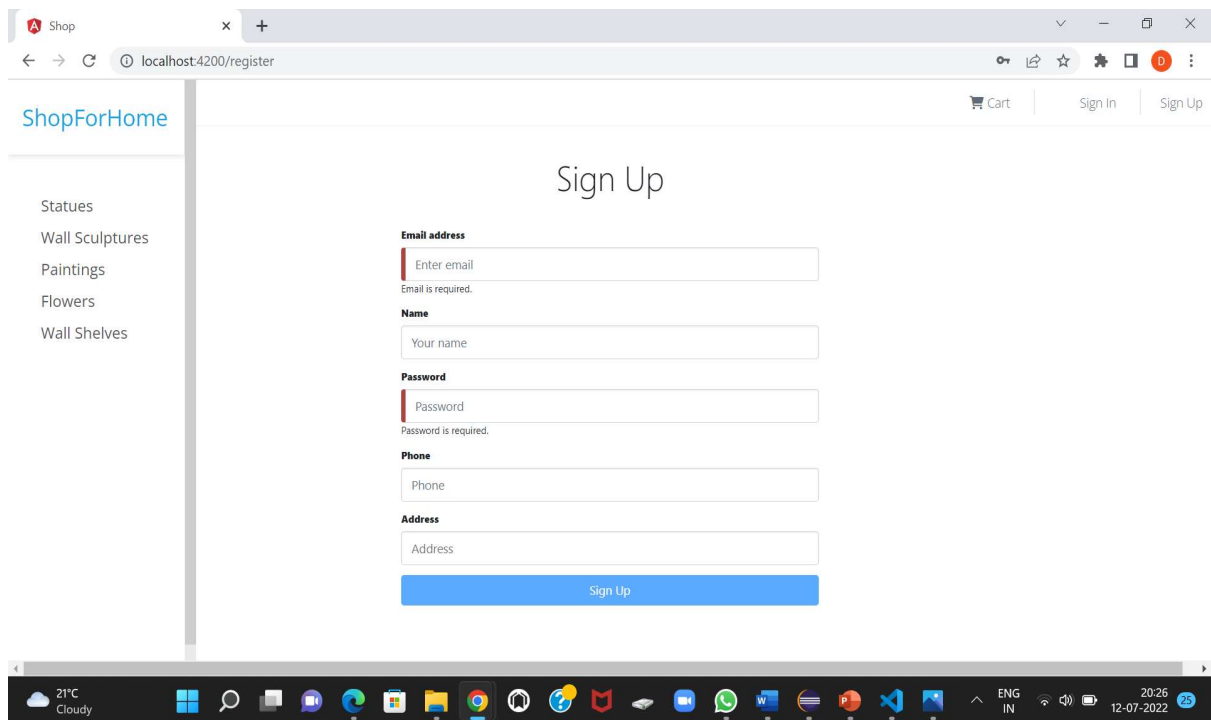 Shop
localhost:4200/register
D
ShopForHome
Cart Sign In Sign Up
Statues
Wall Sculptures
Paintings
Flowers
Wall Shelves
Sign Up
Email address
Enter email
Email is required.
Name
Your name
Password
Password
Password is required.
Phone
Phone
Address
Address
Sign Up
21°C
Cloudy
W
P
ENG
IN
20:26
12-07-2022
25